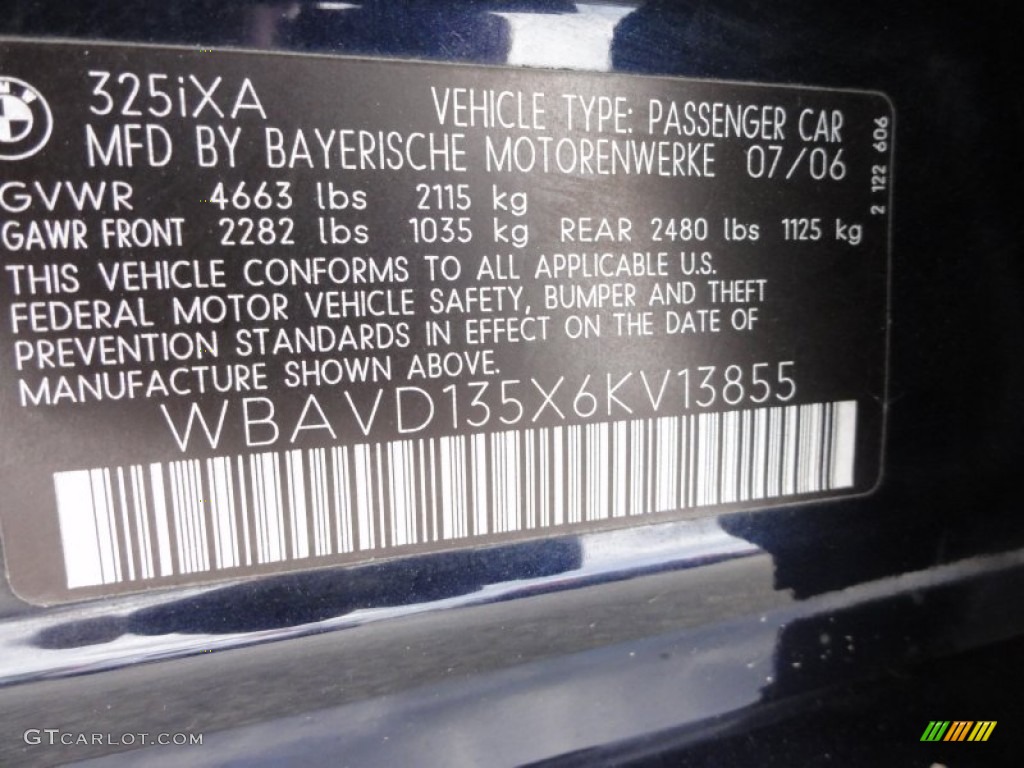 325iXA
VEHICLE TYPE: PASSENGER CAR
MFD BY BAYERISCHE MOTORENWERKE 07/06
GVWR 4663 lbs 2115 kg
GAWR FRONT 2282 lbs 1035 kg REAR 2480 lbs 1125 kg
THIS VEHICLE CONFORMS TO ALL APPLICABLE U.S.
FEDERAL MOTOR VEHICLE SAFETY, BUMPER AND THEFT
PREVENTION STANDARDS IN EFFECT ON THE DATE OF
MANUFACTURE SHOWN ABOVE.
WBAVD135X6KV13855
2 122 606
GTCARLOT.COM